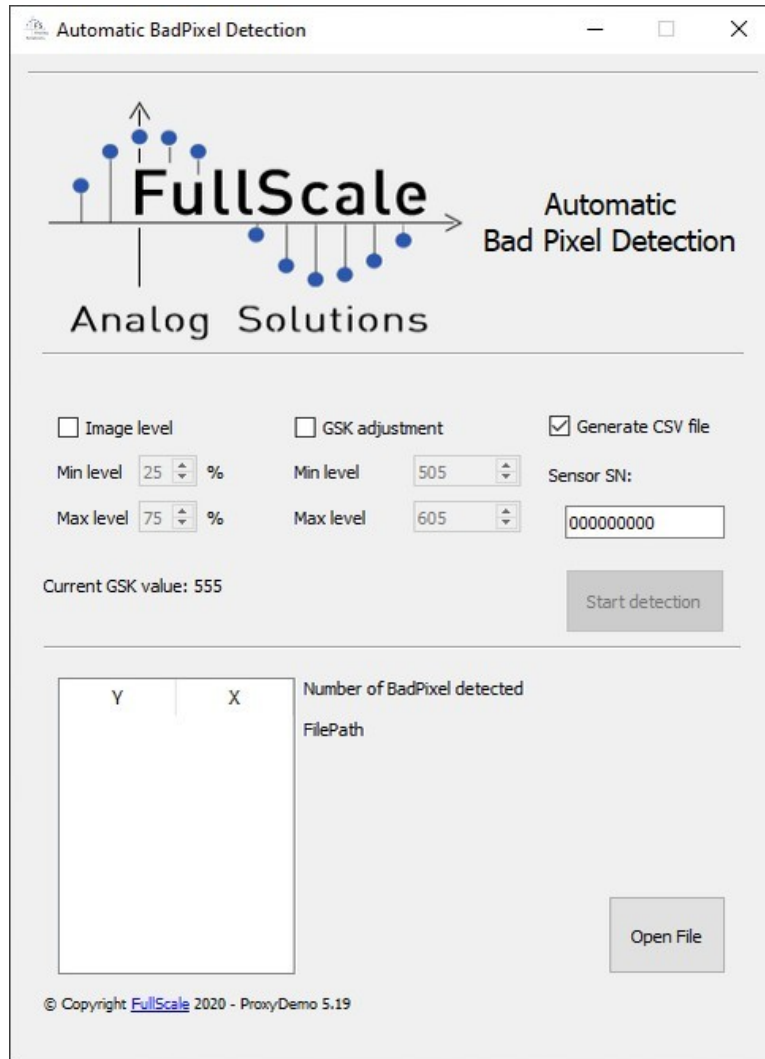 Automatic BadPixel Detection
FullScale
Analog Solutions
Automatic
Bad Pixel Detection
Image level
GSK adjustment
Generate CSV file
Min level 25 %
Min level 505
Sensor SN:
Max level 75 %
Max level 605
000000000
Current GSK value: 555
Start detection
Y X
Number of BadPixel detected
FilePath
Open File
© Copyright FullScale 2020 - ProxyDemo 5.19